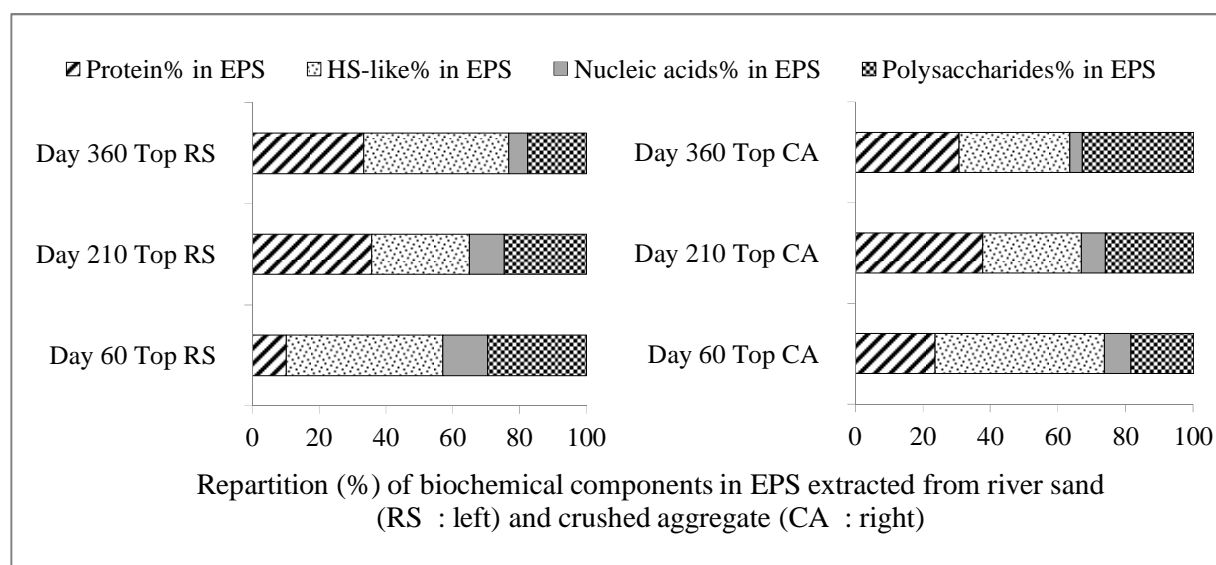 Protein% in EPS HS-like% in EPS Nucleic acids% in EPS Polysaccharides% in EPS
Day 360 Top RS
Day 210 Top RS
Day 60 Top RS
0 20 40 60 80 100
Day 360 Top CA
Day 210 Top CA
Day 60 Top CA
0 20 40 60 80 100
Repartition (%) of biochemical components in EPS extracted from river sand
(RS : left) and crushed aggregate (CA : right)